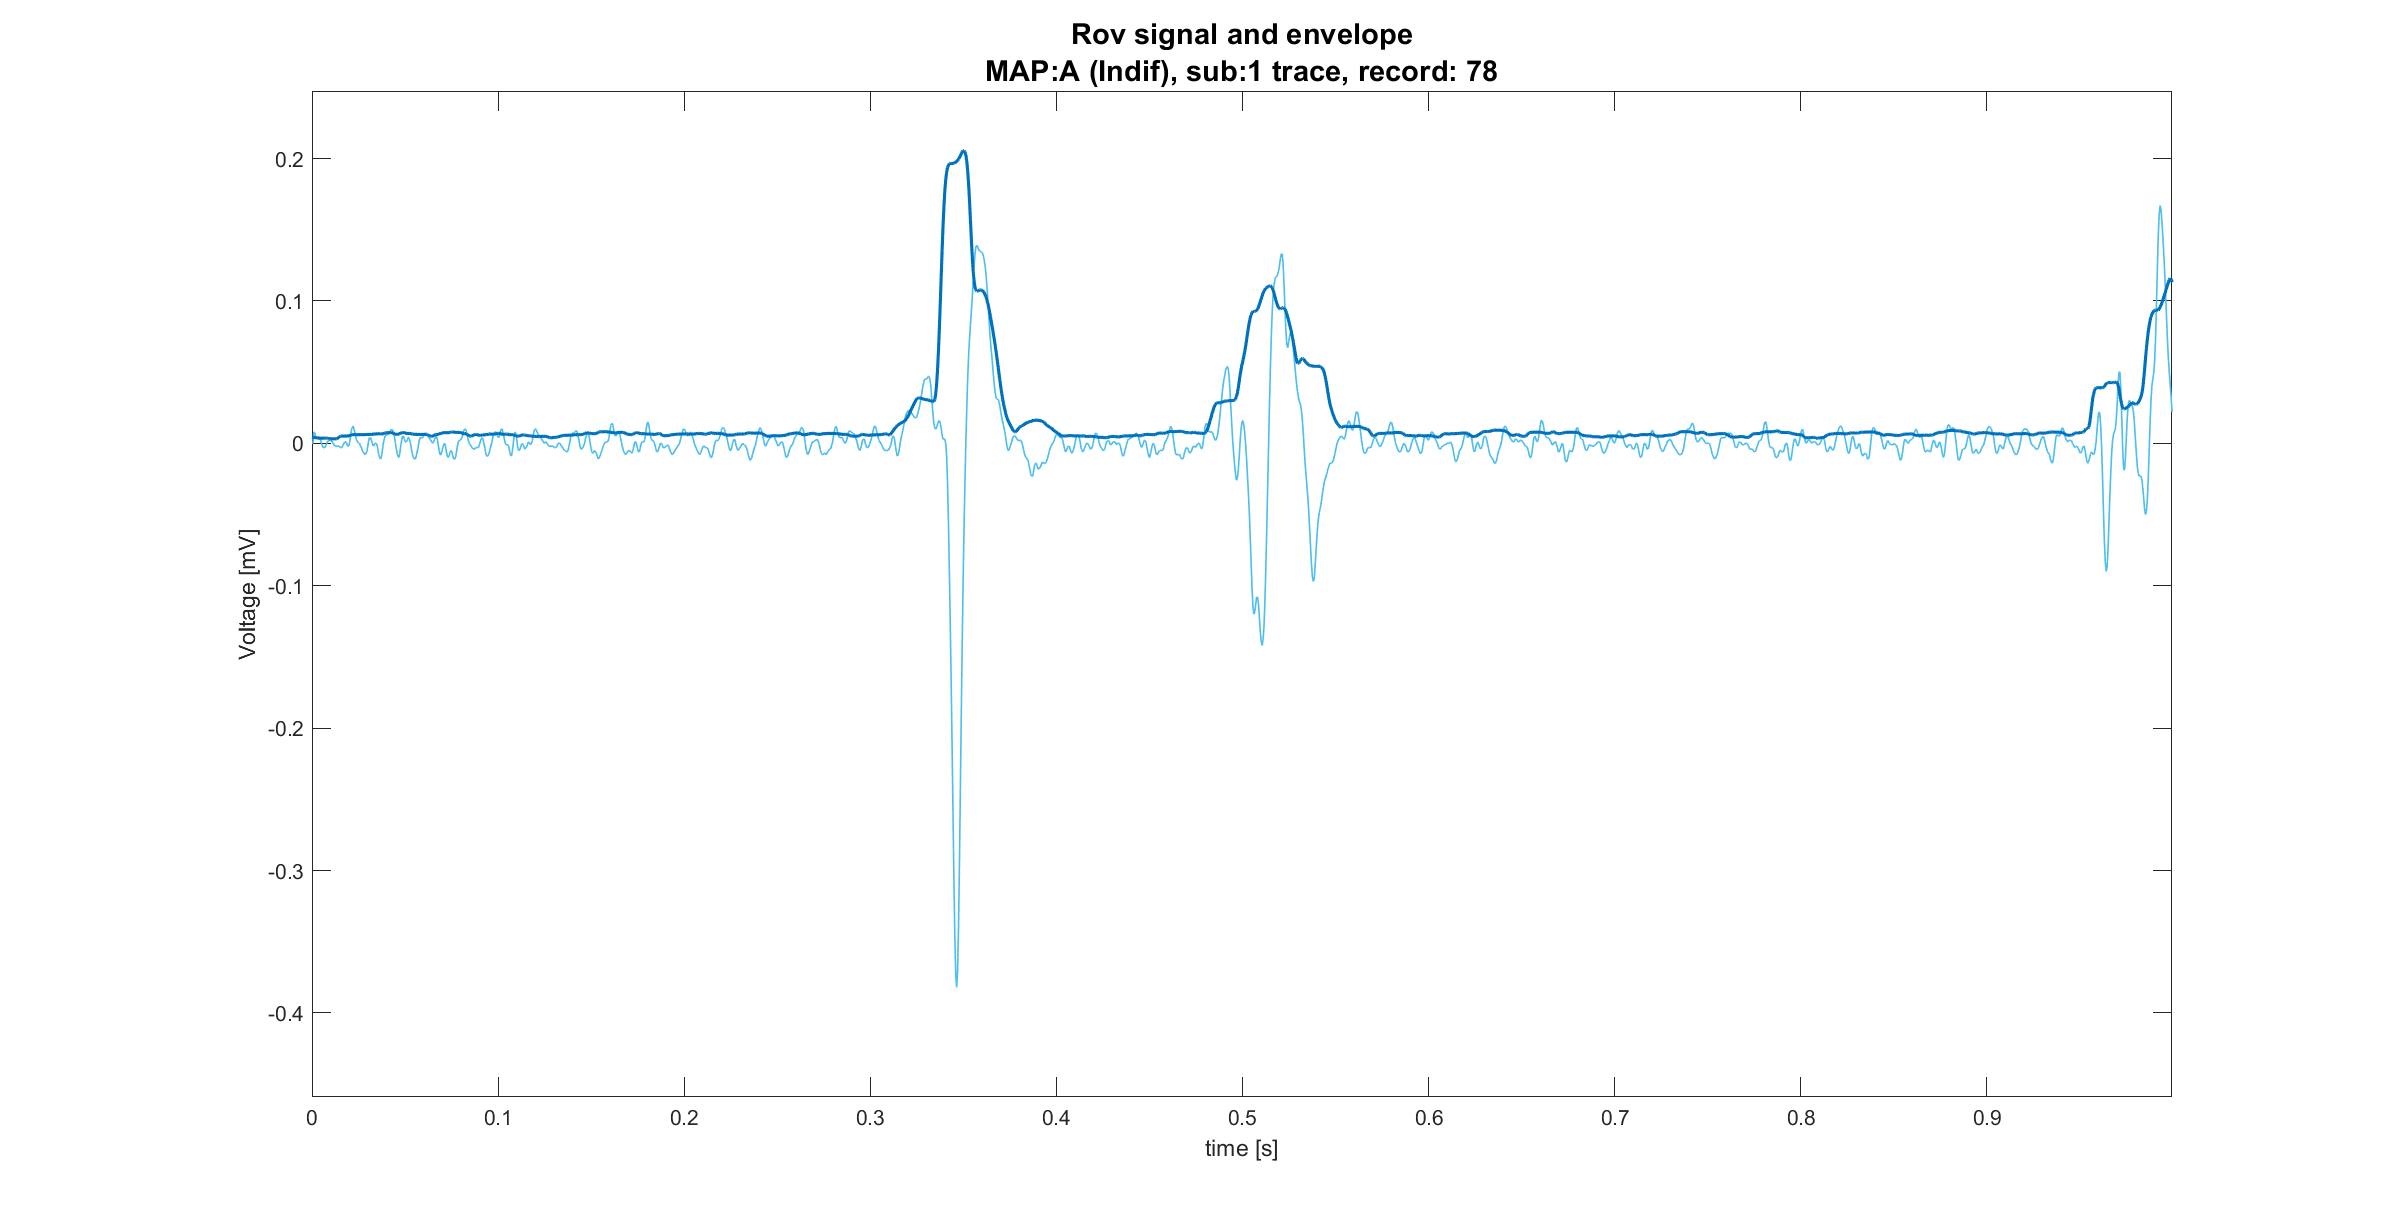 Rov signal and envelope
MAP:A (Indif), sub:1 trace, record: 78
0.2
0.1
0
-0.1
-0.2
-0.3
-0.4
Voltage [mV]
0 0.1 0.2 0.3 0.4 0.5 0.6 0.7 0.8 0.9
time [s]